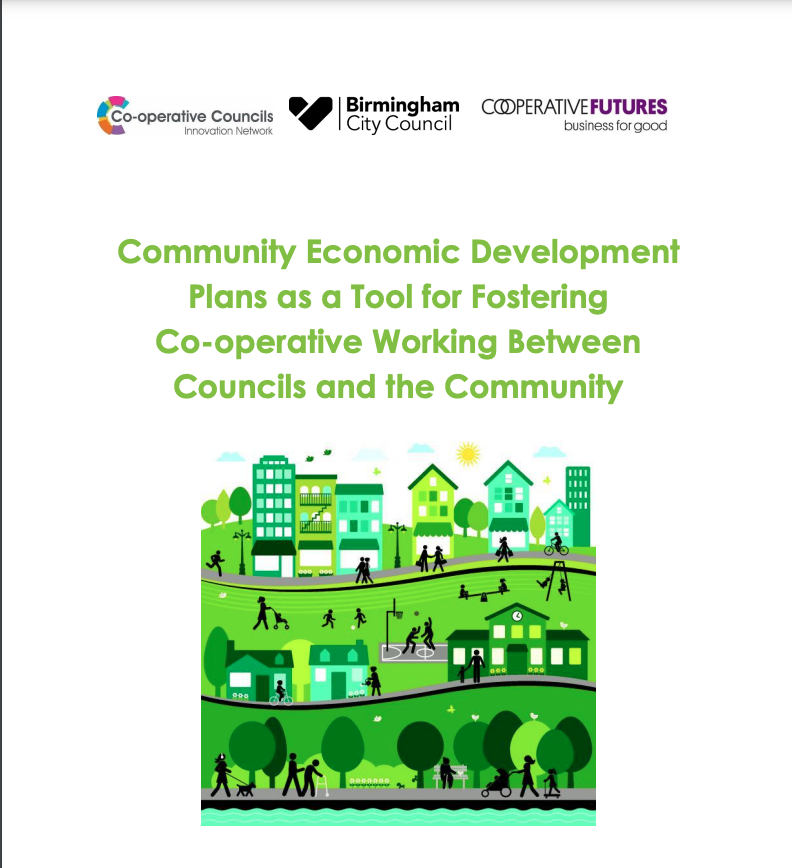 Co-operative Councils
Innovation Network
Birmingham
City Council
COOPERATIVEFUTURES
business for good
Community Economic Development
Plans as a Tool for Fostering
Co-operative Working Between
Councils and the Community